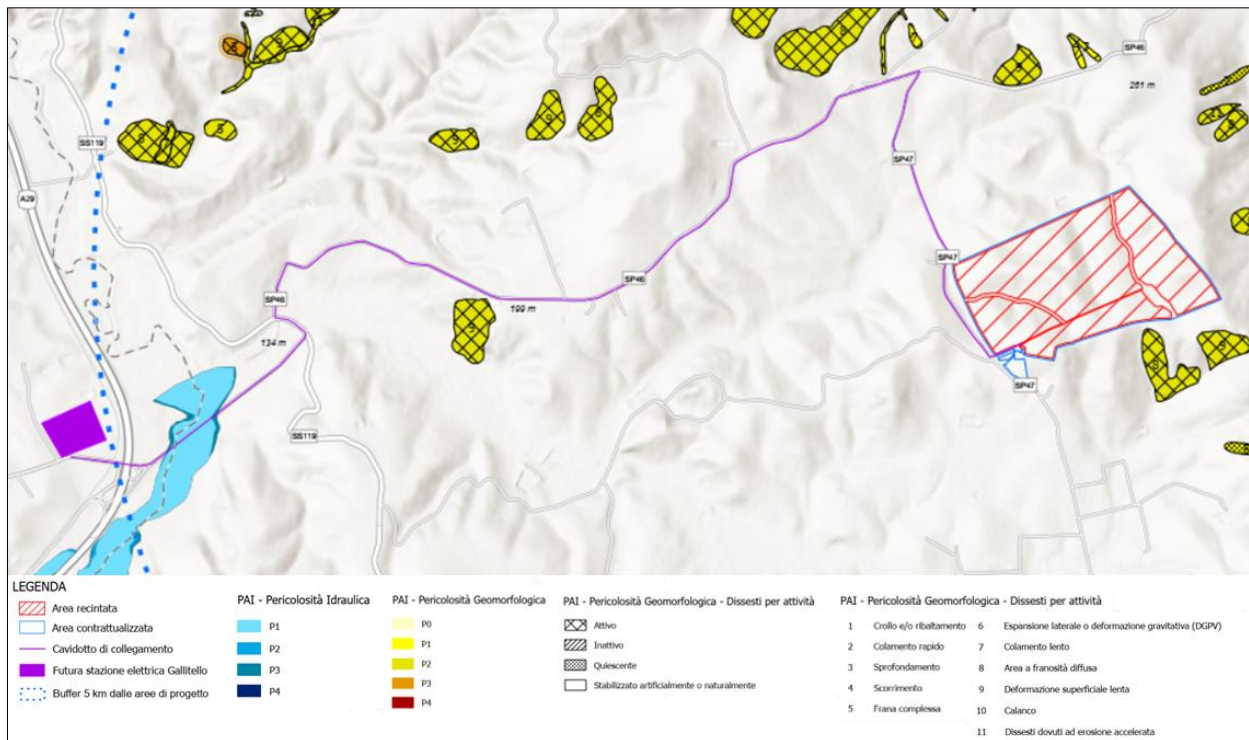 SP46
261 m
SS119
A29
SP47
SP47
SP46
SP46
199 m
134 m
SP47
SS119
LEGENDA
Area recintata
Area contrattualizzata
Cavidotto di collegamento
Futura stazione elettrica Gallitello
Buffer 5 km dalle aree di progetto
PAI - Pericolosità Idraulica
P1
P2
P3
P4
PAI - Pericolosità Geomorfologica
P0
P1
P2
P3
P4
PAI - Pericolosità Geomorfologica - Dissesti per attività
Attivo
Inattivo
Quiescente
Stabilizzato artificialmente o naturalmente
PAI - Pericolosità Geomorfologica - Dissesti per attività
1 Crollo e/o ribaltamento
2 Colamento rapido
3 Sprofondamento
4 Scorrimento
5 Frana complessa
6 Espansione laterale o deformazione gravitativa (DGPV)
7 Colamento lento
8 Area a franosità diffusa
9 Deformazione superficiale lenta
10 Calanco
11 Dissesti dovuti ad erosione accelerata